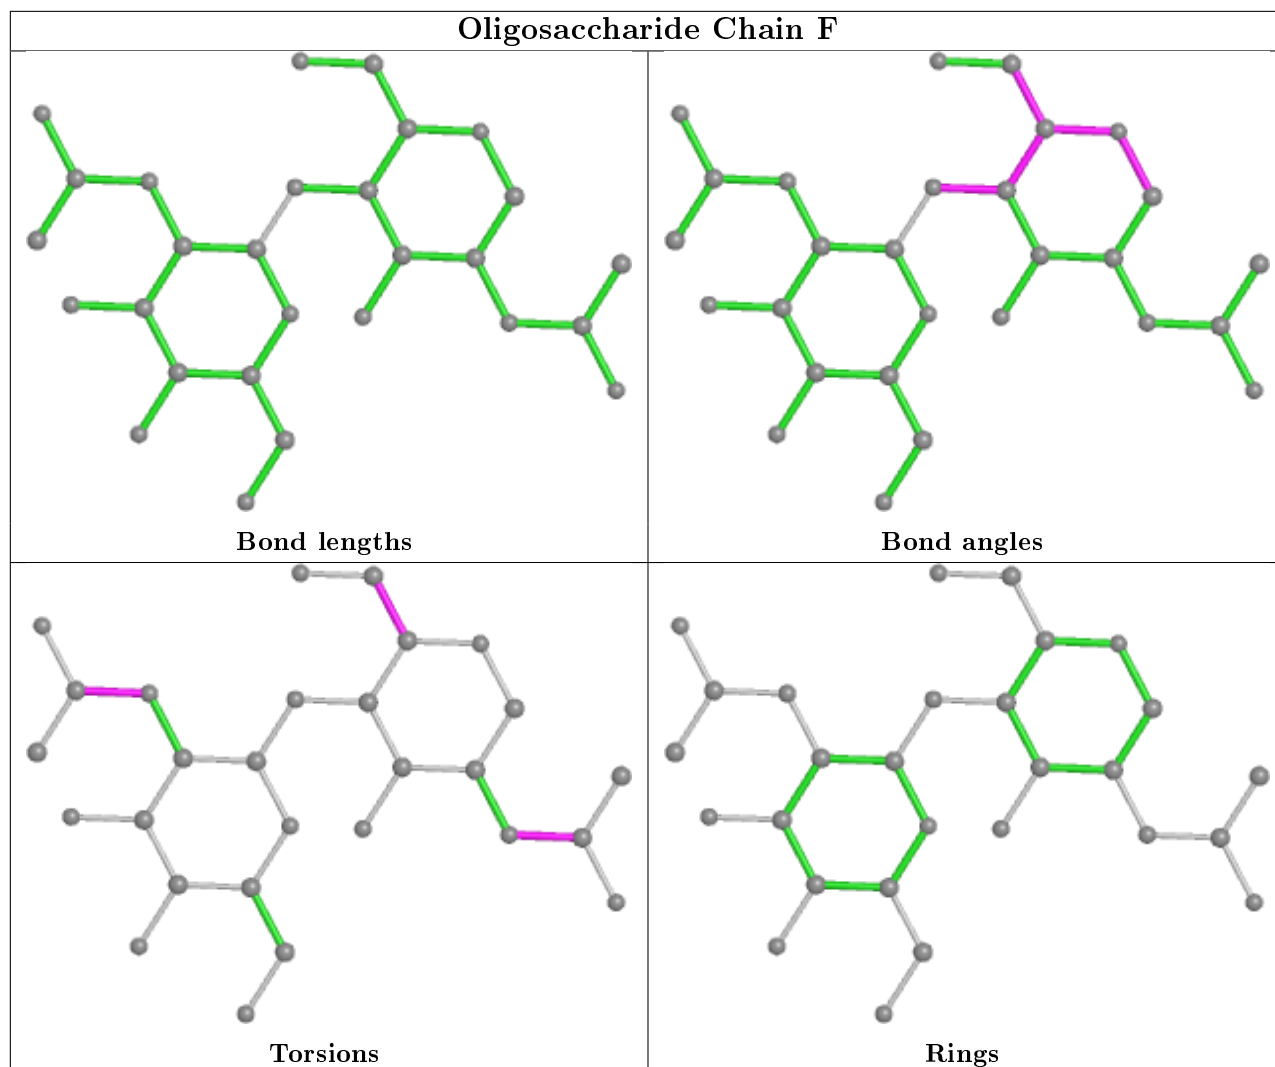 Oligosaccharide Chain F
Bond lengths
Bond angles
Torsions
Rings